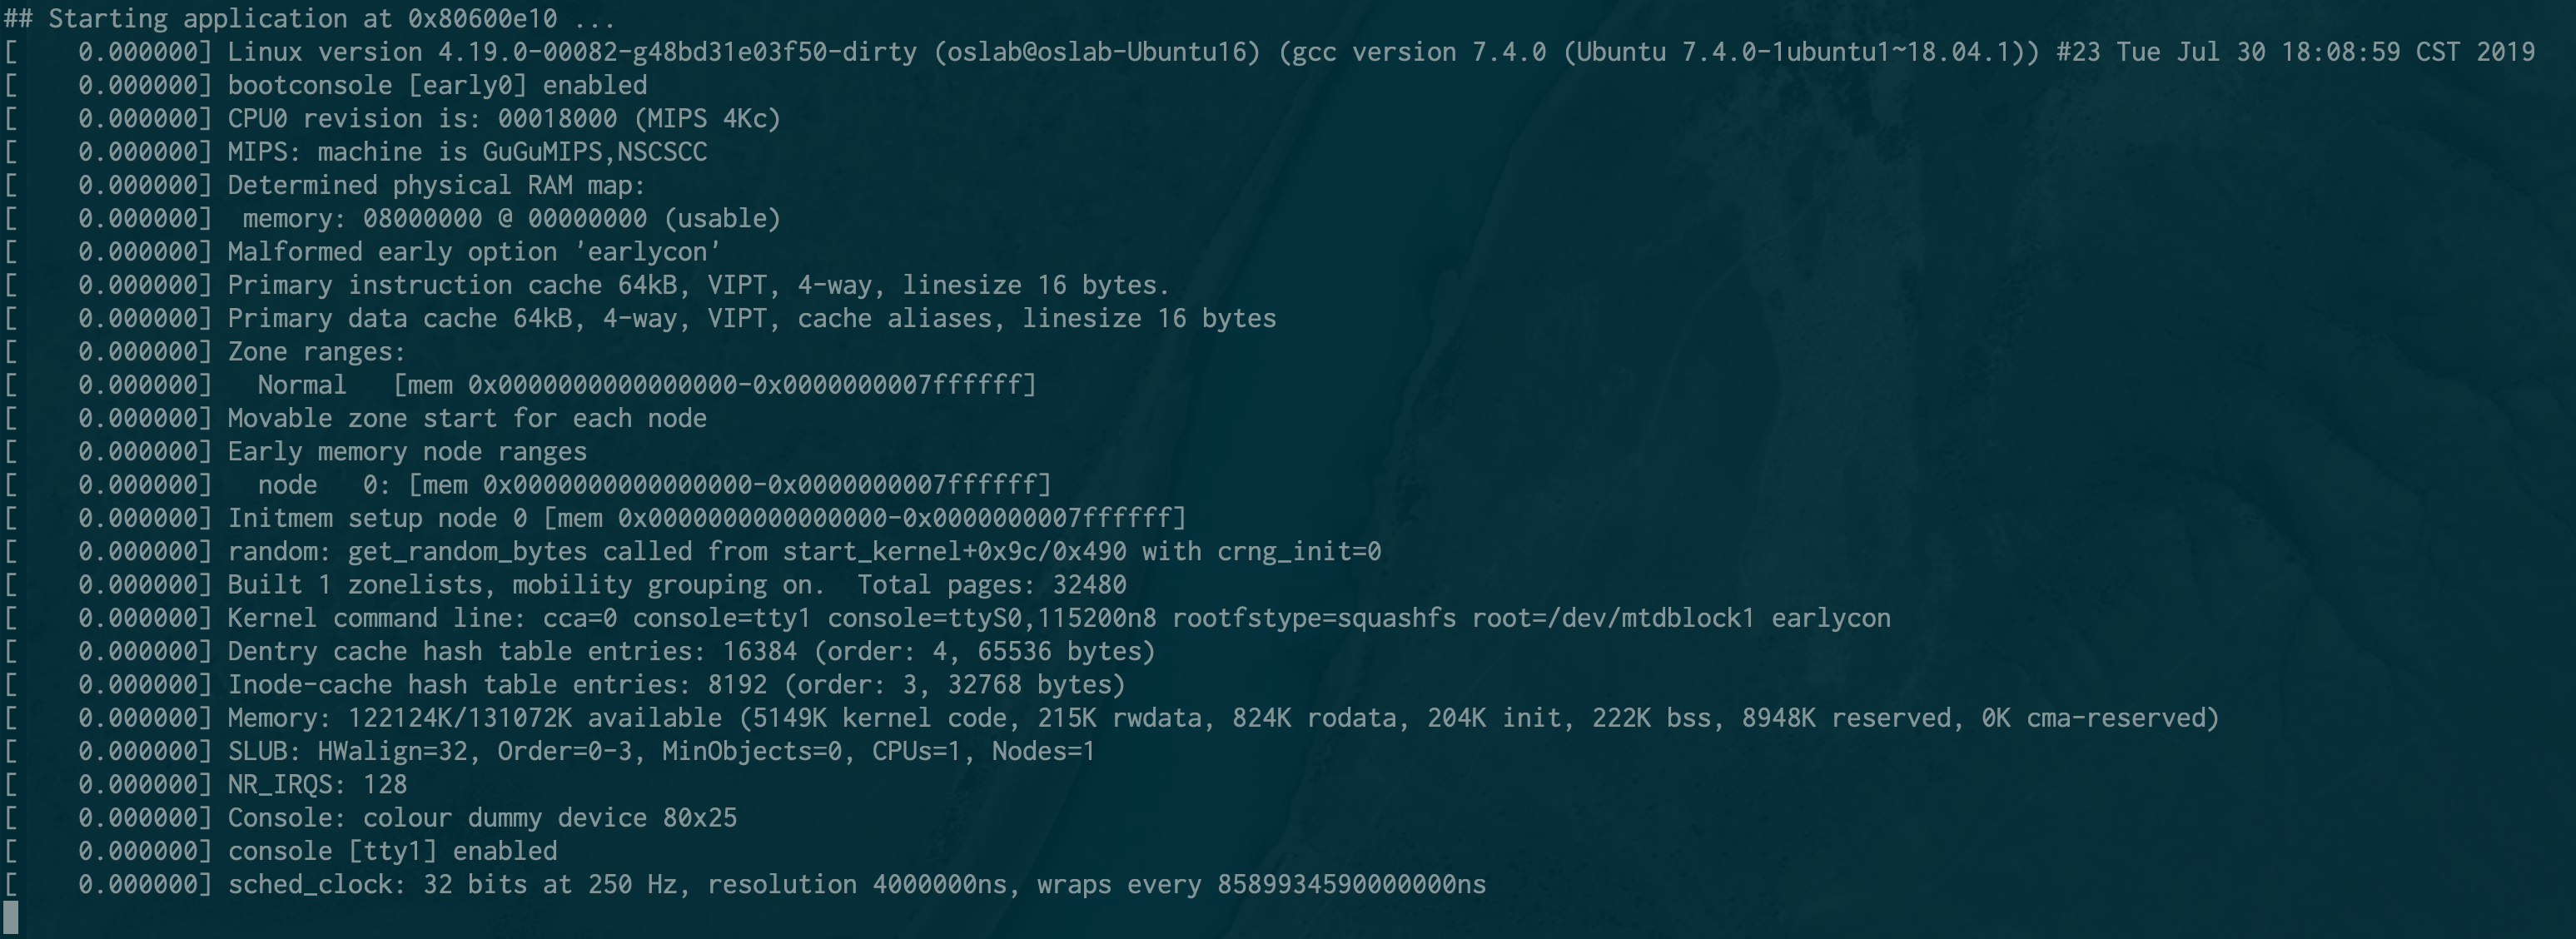 ## Starting application at 0x80600e10 ...
[    0.000000] Linux version 4.19.0-00082-g48bd31e03f50-dirty (oslab@oslab-Ubuntu16) (gcc version 7.4.0 (Ubuntu 7.4.0-1ubuntu1~18.04.1)) #23 Tue Jul 30 18:08:59 CST 2019
[    0.000000] bootconsole [early0] enabled
[    0.000000] CPU0 revision is: 00018000 (MIPS 4Kc)
[    0.000000] MIPS: machine is GuGuMIPS,NSCSCC
[    0.000000] Determined physical RAM map:
[    0.000000]  memory: 08000000 @ 00000000 (usable)
[    0.000000] Malformed early option 'earlycon'
[    0.000000] Primary instruction cache 64kB, VIPT, 4-way, linesize 16 bytes.
[    0.000000] Primary data cache 64kB, 4-way, VIPT, cache aliases, linesize 16 bytes
[    0.000000] Zone ranges:
[    0.000000]   Normal   [mem 0x0000000000000000-0x0000000007ffffff]
[    0.000000] Movable zone start for each node
[    0.000000] Early memory node ranges
[    0.000000]   node   0: [mem 0x0000000000000000-0x0000000007ffffff]
[    0.000000] Initmem setup node 0 [mem 0x0000000000000000-0x0000000007ffffff]
[    0.000000] random: get_random_bytes called from start_kernel+0x9c/0x490 with crng_init=0
[    0.000000] Built 1 zonelists, mobility grouping on.  Total pages: 32480
[    0.000000] Kernel command line: cca=0 console=tty1 console=ttyS0,115200n8 rootfstype=squashfs root=/dev/mtdblock1 earlycon
[    0.000000] Dentry cache hash table entries: 16384 (order: 4, 65536 bytes)
[    0.000000] Inode-cache hash table entries: 8192 (order: 3, 32768 bytes)
[    0.000000] Memory: 122124K/131072K available (5149K kernel code, 215K rwdata, 824K rodata, 204K init, 222K bss, 8948K reserved, 0K cma-reserved)
[    0.000000] SLUB: HWalign=32, Order=0-3, MinObjects=0, CPUs=1, Nodes=1
[    0.000000] NR_IRQS: 128
[    0.000000] Console: colour dummy device 80x25
[    0.000000] console [tty1] enabled
[    0.000000] sched_clock: 32 bits at 250 Hz, resolution 4000000ns, wraps every 8589934590000000ns